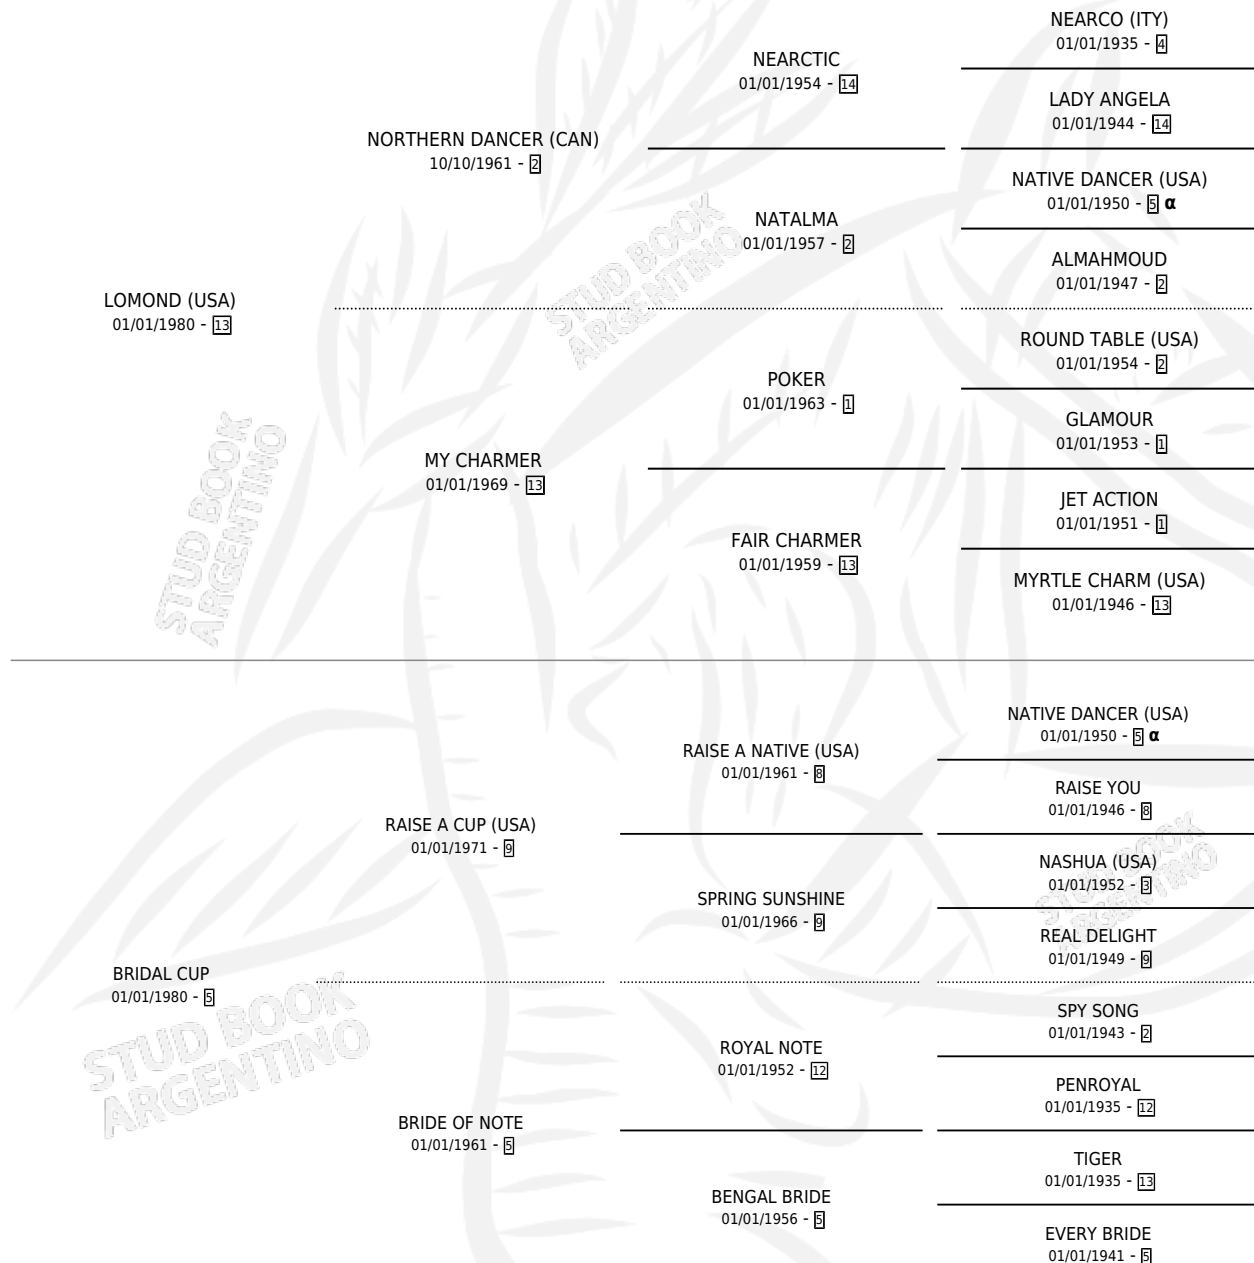 NEARCO (ITY)
01/01/1935 - 4
NEARCTIC
01/01/1954 - 14
LADY ANGELA
01/01/1944 - 14
NORTHERN DANCER (CAN)
10/10/1961 - 2
NATIVE DANCER (USA)
01/01/1950 - 5 α
NATALMA
01/01/1957 - 2
ALMAHMOUD
01/01/1947 - 2
LOMOND (USA)
01/01/1980 - 13
STUD BOOK
ARGENTINO
ROUND TABLE (USA)
01/01/1954 - 2
POKER
01/01/1963 - 1
GLAMOUR
01/01/1953 - 1
MY CHARMER
01/01/1969 - 13
JET ACTION
01/01/1951 - 1
FAIR CHARMER
01/01/1959 - 13
MYRTLE CHARM (USA)
01/01/1946 - 13
STUD BOOK
ARGENTINO
NATIVE DANCER (USA)
01/01/1950 - 5 α
RAISE A NATIVE (USA)
01/01/1961 - 8
RAISE YOU
01/01/1946 - 8
RAISE A CUP (USA)
01/01/1971 - 9
NASHUA (USA)
01/01/1952 - 3
STUD BOOK
ARGENTINO
SPRING SUNSHINE
01/01/1966 - 9
REAL DELIGHT
01/01/1949 - 9
BRIDAL CUP
01/01/1980 - 5
STUD BOOK
ARGENTINO
SPY SONG
01/01/1943 - 2
ROYAL NOTE
01/01/1952 - 12
PENROYAL
01/01/1935 - 12
BRIDE OF NOTE
01/01/1961 - 5
TIGER
01/01/1935 - 13
BENGAL BRIDE
01/01/1956 - 5
EVERY BRIDE
01/01/1941 - 5